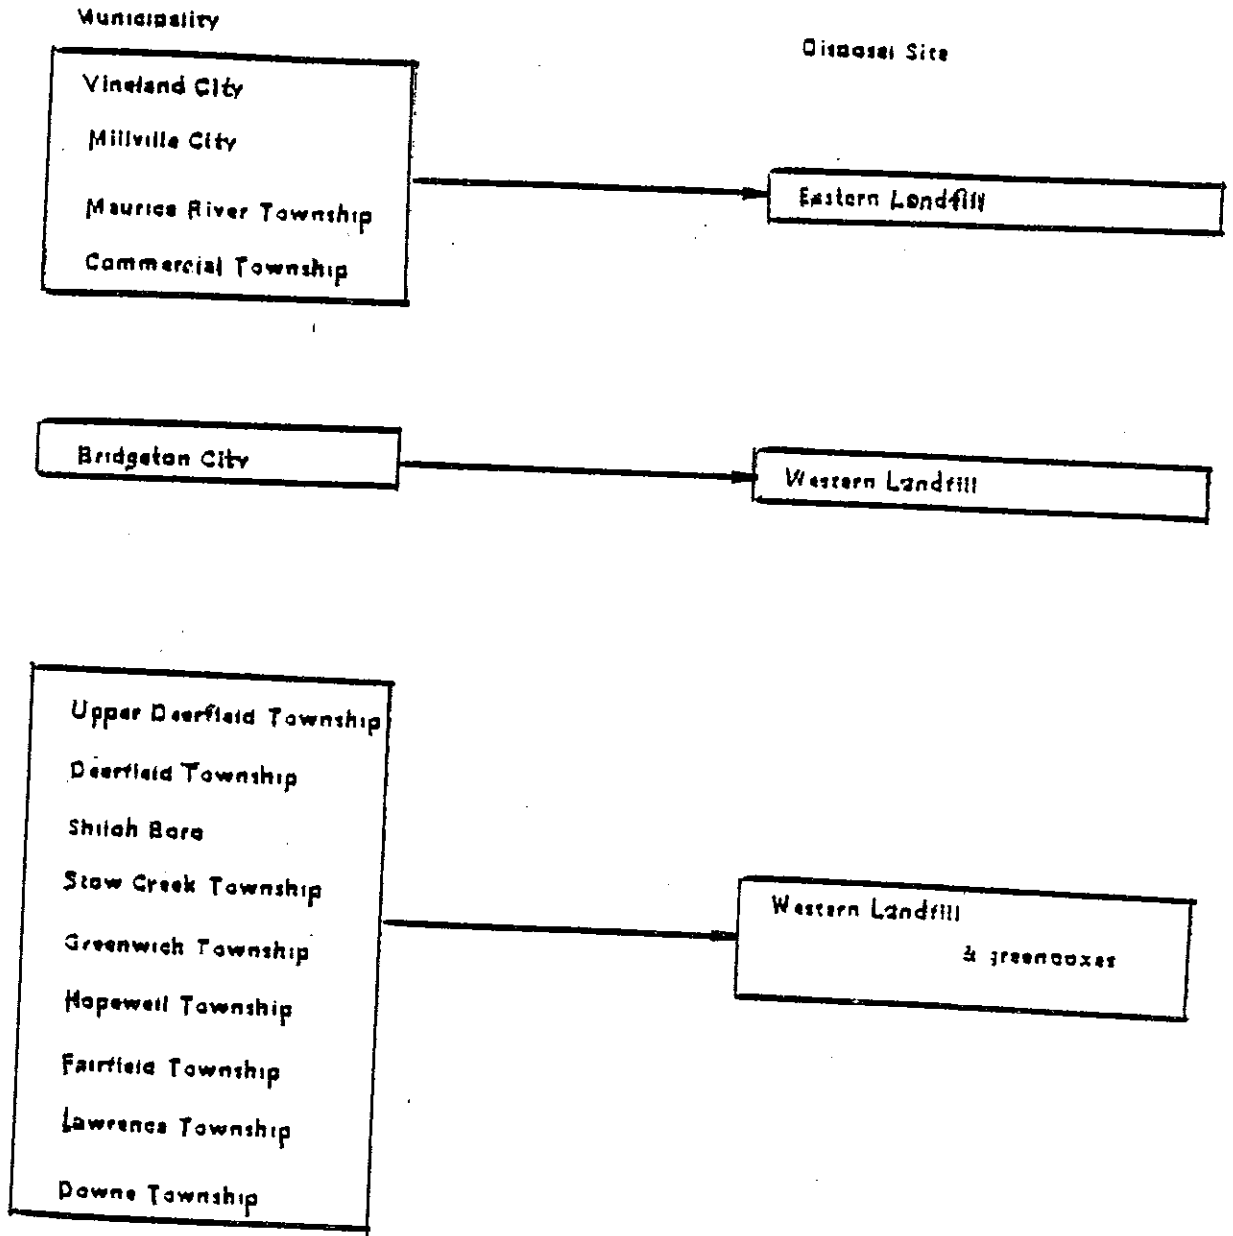 Municipality
Disposal Site
Vineland City
Millville City
Maurice River Township
Commercial Township
Eastern Landfill
Bridgeton City
Western Landfill
Upper Deerfield Township
Deerfield Township
Shiloh Boro
Stow Creek Township
Greenwich Township
Hopewell Township
Fairfield Township
Lawrence Township
Downe Township
Western Landfill
& greenboxes